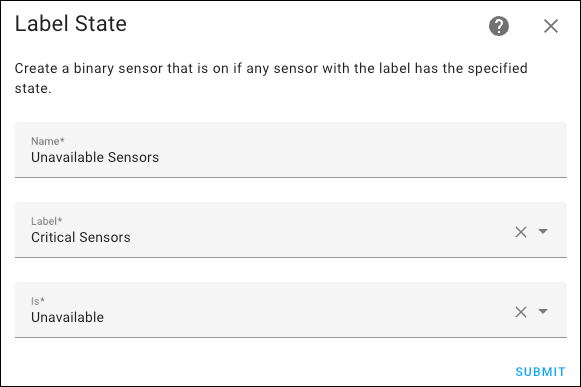 Label State
Create a binary sensor that is on if any sensor with the label has the specified
state.
Name*
Unavailable Sensors
Label*
Critical Sensors
Is*
Unavailable
SUBMIT